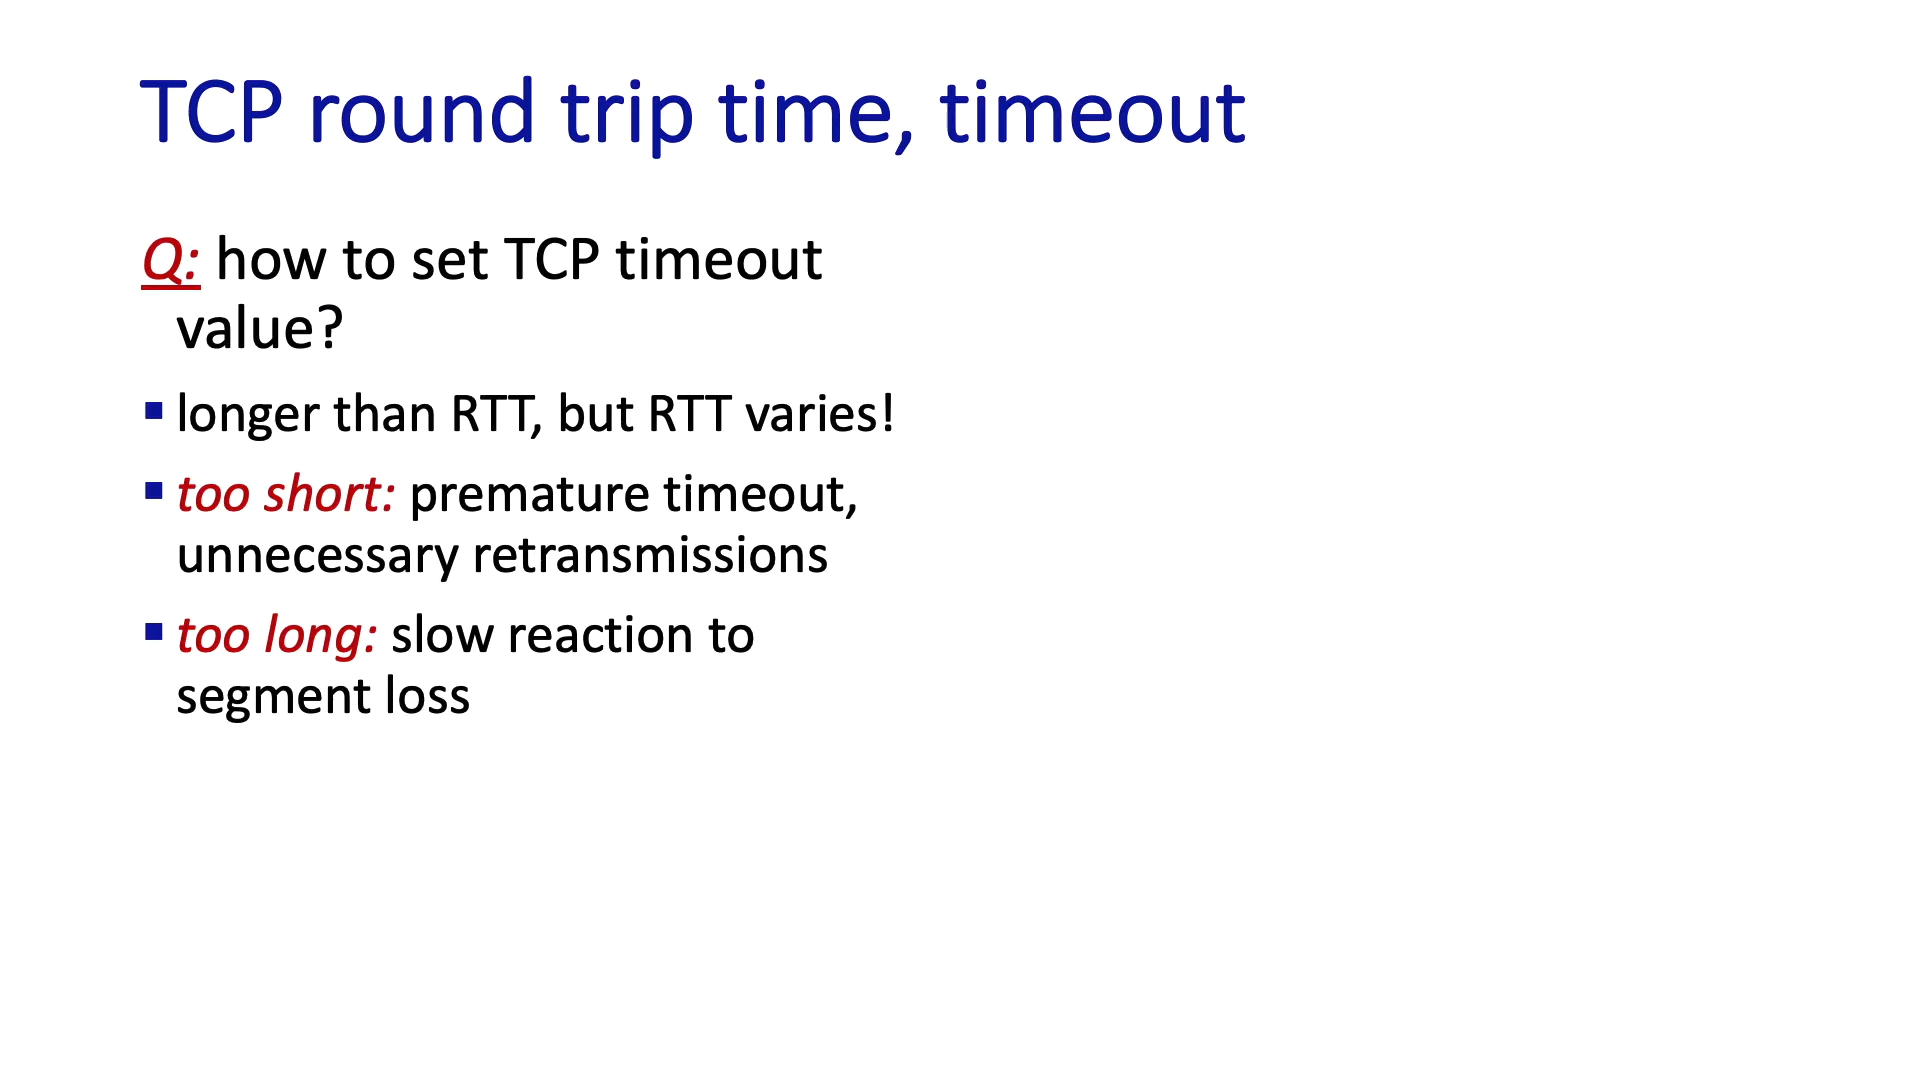 TCP round trip time, timeout
Q: how to set TCP timeout
value?
▪ longer than RTT, but RTT varies!
▪ too short: premature timeout,
unnecessary retransmissions
▪ too long: slow reaction to
segment loss